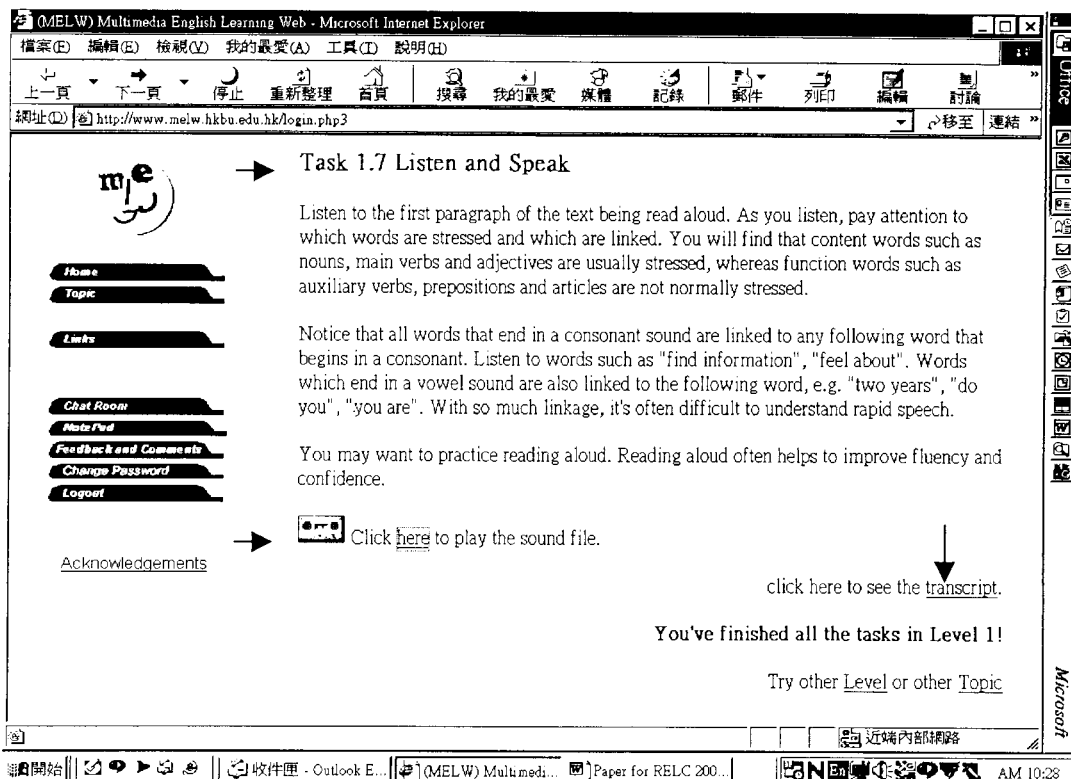 (MELW) Multimedia English Learning Web - Microsoft Internet Explorer
檔案(F) 編輯(E) 檢視(V) 我的最愛(A) 工具(T) 說明(H)
上一頁 下一頁 停止 重新整理 首頁 搜尋 我的最愛 媒體 記錄 郵件 列印 編輯 討論 »
網址(D) http://www.melw.hkbu.edu.hk/login.php3 移至 連結 »
me
Home
Topic
Links
Chat Room
Note Pad
Feedback and Comments
Change Password
Logout
Acknowledgements
Task 1.7 Listen and Speak
Listen to the first paragraph of the text being read aloud. As you listen, pay attention to
which words are stressed and which are linked. You will find that content words such as
nouns, main verbs and adjectives are usually stressed, whereas function words such as
auxiliary verbs, prepositions and articles are not normally stressed.
Notice that all words that end in a consonant sound are linked to any following word that
begins in a consonant. Listen to words such as "find information", "feel about". Words
which end in a vowel sound are also linked to the following word, e.g. "two years", "do
you", "you are". With so much linkage, it's often difficult to understand rapid speech.
You may want to practice reading aloud. Reading aloud often helps to improve fluency and
confidence.
Click here to play the sound file.
click here to see the transcript.
You've finished all the tasks in Level 1!
Try other Level or other Topic
Office
Microsoft
近端內部網路
開始 收件匣 - Outlook E... (MELW) Multimedi... Paper for RELC 200... AM 10:28